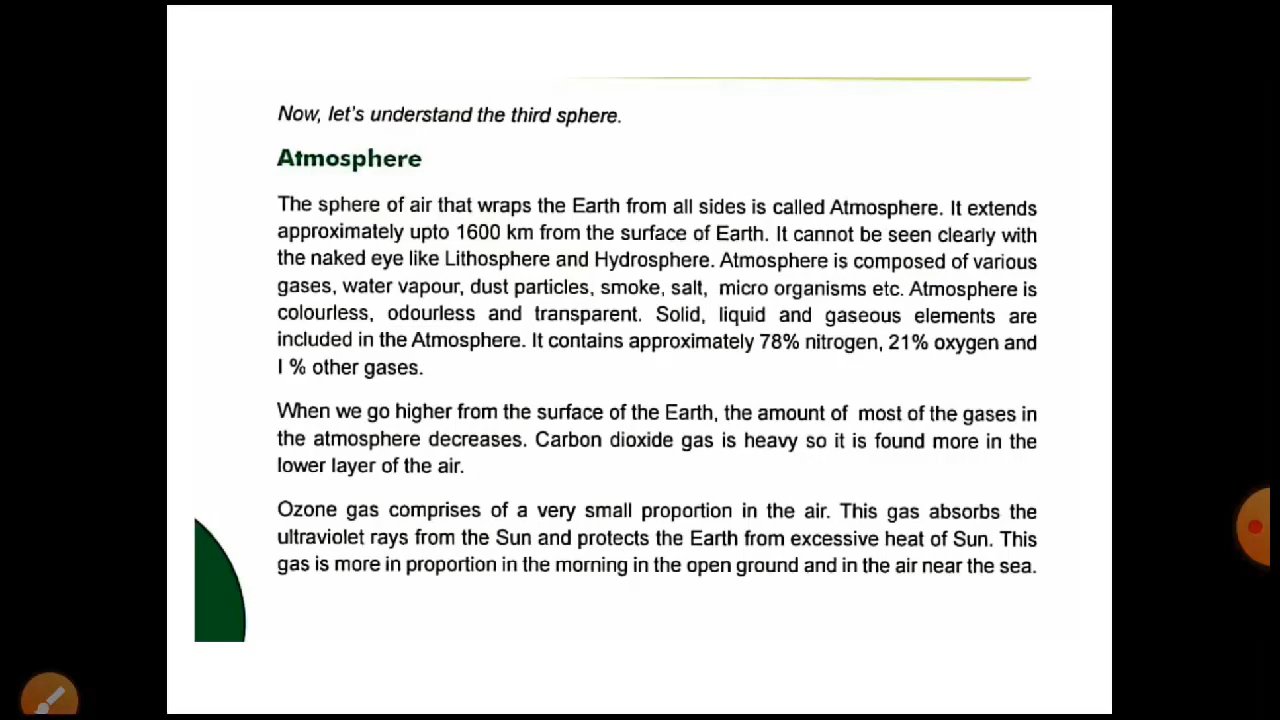 Now, let's understand the third sphere.
Atmosphere
The sphere of air that wraps the Earth from all sides is called Atmosphere. It extends
approximately upto 1600 km from the surface of Earth. It cannot be seen clearly with
the naked eye like Lithosphere and Hydrosphere. Atmosphere is composed of various
gases, water vapour, dust particles, smoke, salt, micro organisms etc. Atmosphere is
colourless, odourless and transparent. Solid, liquid and gaseous elements are
included in the Atmosphere. It contains approximately 78% nitrogen, 21% oxygen and
I % other gases.
When we go higher from the surface of the Earth, the amount of most of the gases in
the atmosphere decreases. Carbon dioxide gas is heavy so it is found more in the
lower layer of the air.
Ozone gas comprises of a very small proportion in the air. This gas absorbs the
ultraviolet rays from the Sun and protects the Earth from excessive heat of Sun. This
gas is more in proportion in the morning in the open ground and in the air near the sea.